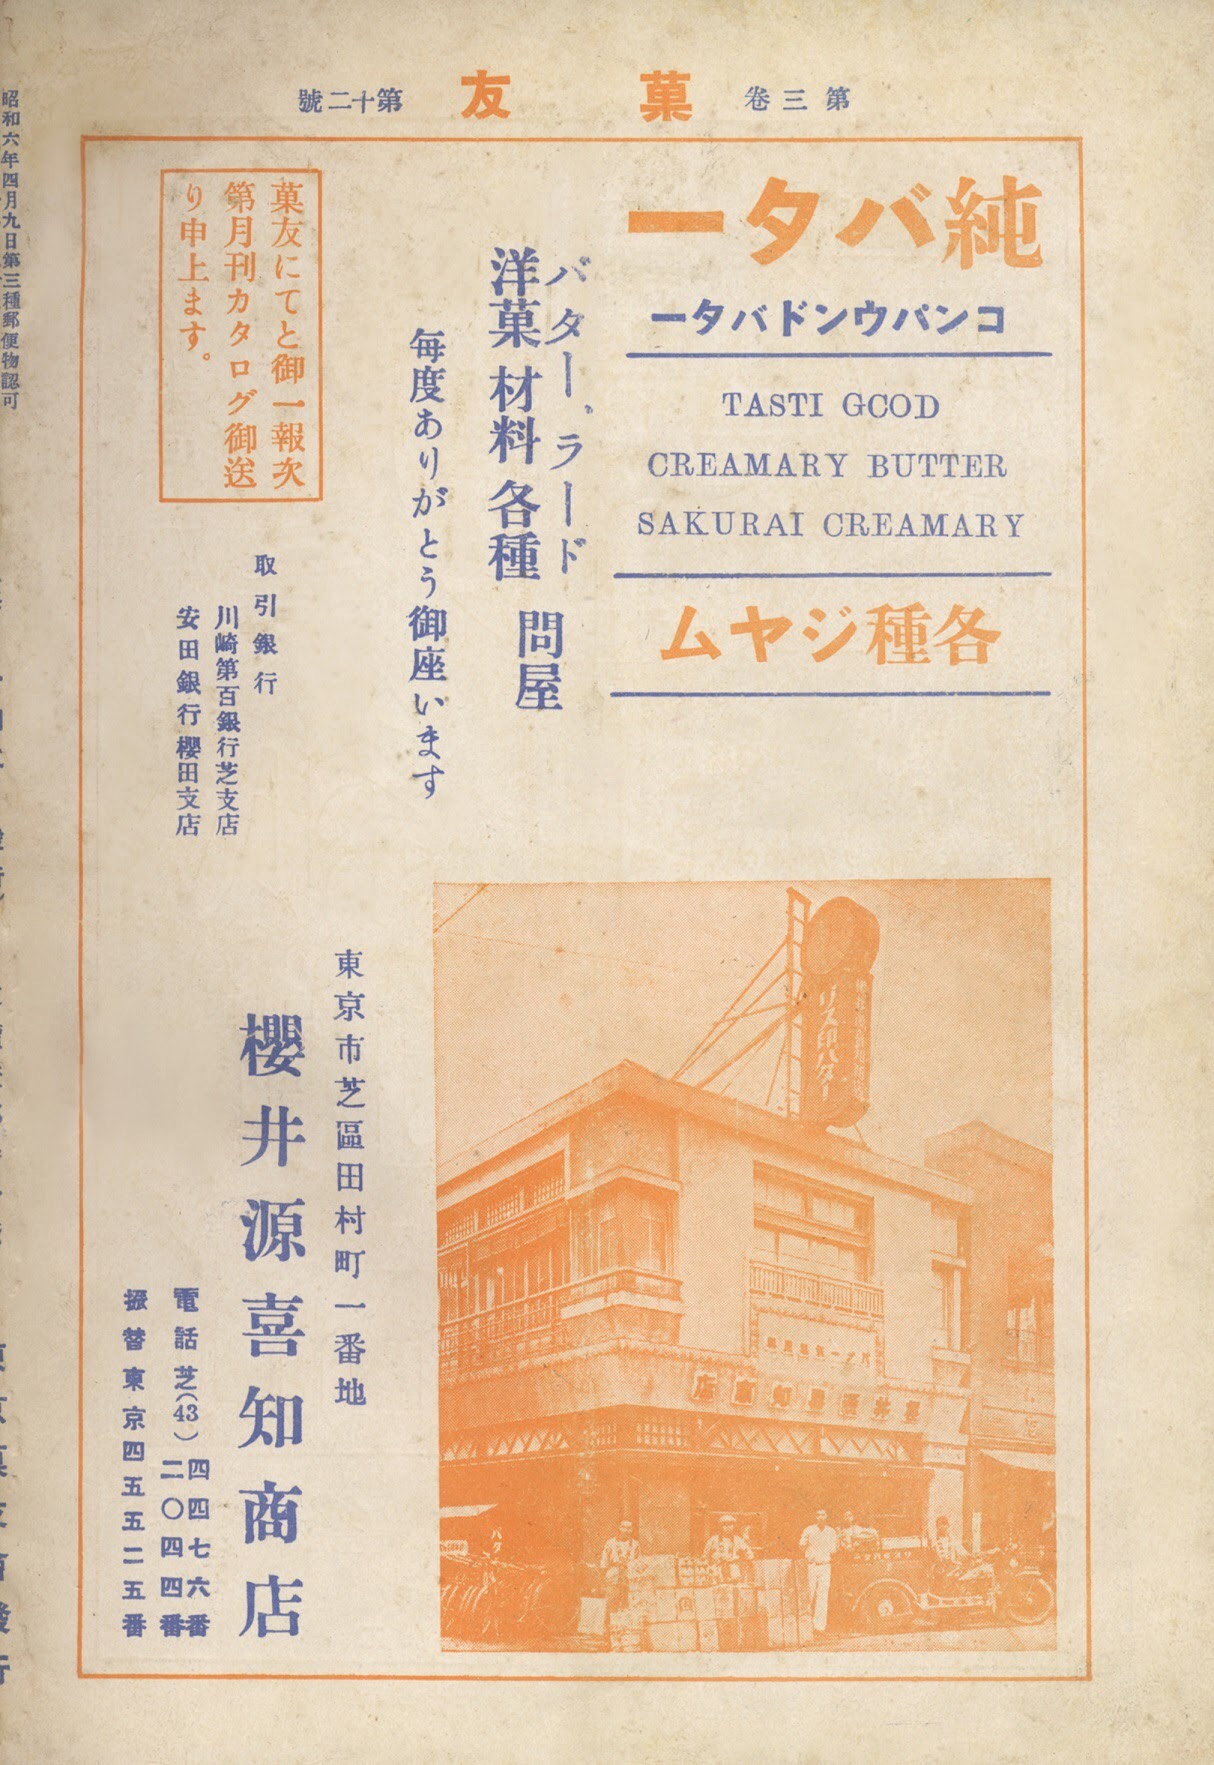 第三卷 菓友 第十二號
純バター
コンパウンドバター
TASTI GCOD
CREAMARY BUTTER
SAKURAI CREAMARY
各種ジヤム
バター、ラード
洋菓材料各種
問屋
毎度ありがとう御座います
菓友にてと御一報次
第月刊カタログ御送
り申上ます。
取引銀行
川崎第百銀行芝支店
安田銀行櫻田支店
リス印バター
櫻井源喜知商店
東京市芝區田村町一番地
櫻井源喜知商店
電話芝(43)
四四七六番
二〇四四番
振替東京四五五二五番
昭和六年四月九日第三種郵便物認可